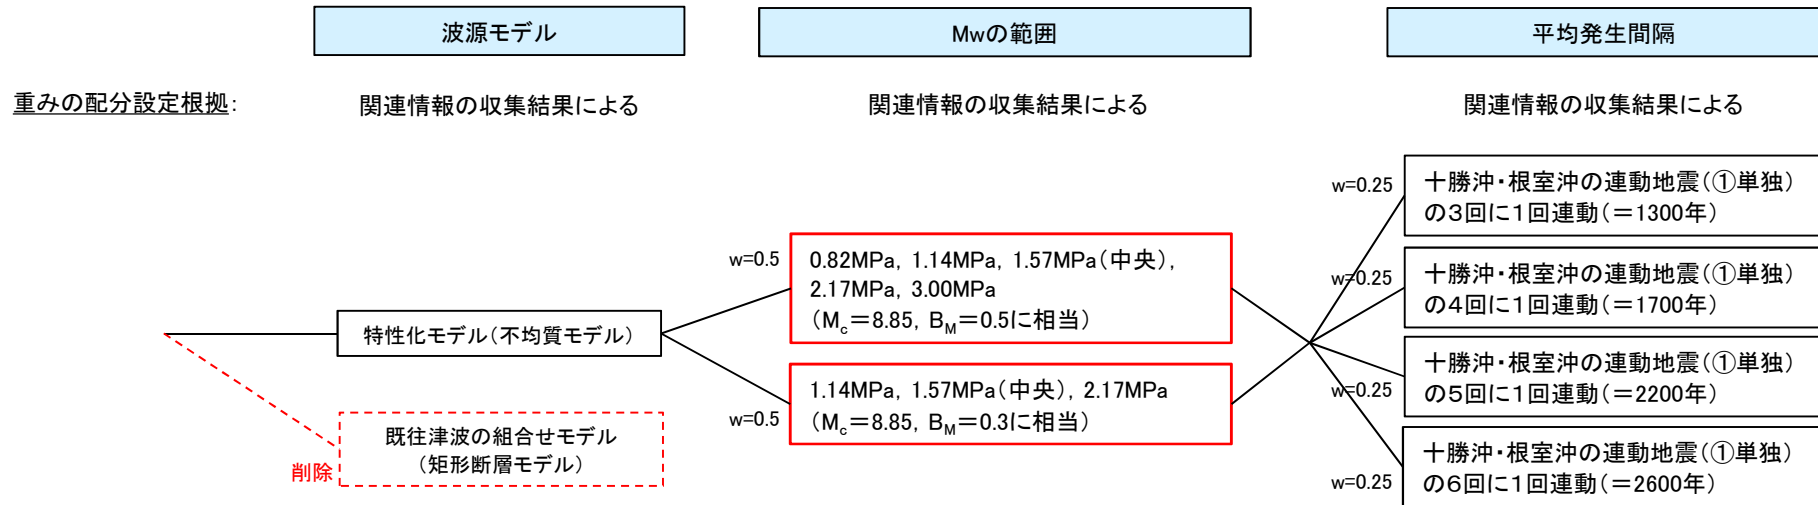 波源モデル
Mwの範囲
平均発生間隔
重みの配分設定根拠:
関連情報の収集結果による
関連情報の収集結果による
関連情報の収集結果による
特性化モデル(不均質モデル)
既往津波の組合せモデル
(矩形断層モデル)
削除
w=0.5
0.82MPa, 1.14MPa, 1.57MPa(中央),
2.17MPa, 3.00MPa
(Mc=8.85, BM=0.5に相当)
w=0.5
1.14MPa, 1.57MPa(中央), 2.17MPa
(Mc=8.85, BM=0.3に相当)
w=0.25
十勝沖・根室沖の連動地震(①単独)
の3回に1回連動(=1300年)
w=0.25
十勝沖・根室沖の連動地震(①単独)
の4回に1回連動(=1700年)
w=0.25
十勝沖・根室沖の連動地震(①単独)
の5回に1回連動(=2200年)
w=0.25
十勝沖・根室沖の連動地震(①単独)
の6回に1回連動(=2600年)